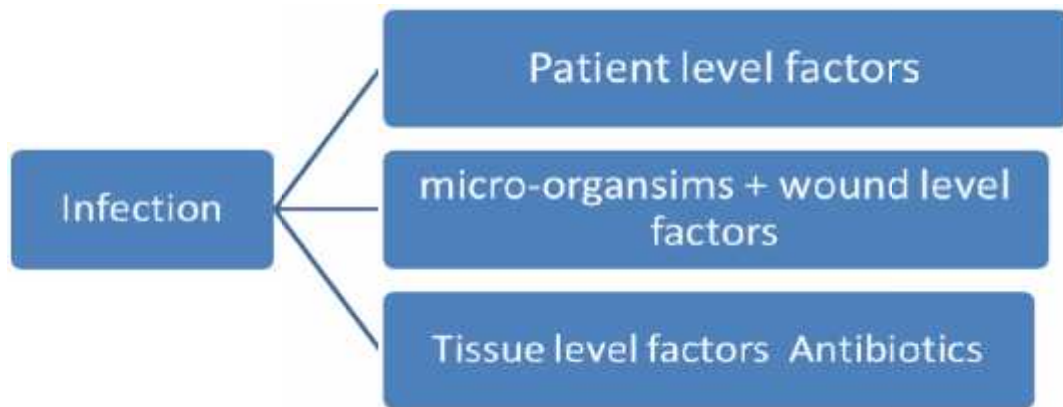 Patient level factors
Infection
micro-organsims + wound level
factors
Tissue level factors  Antibiotics